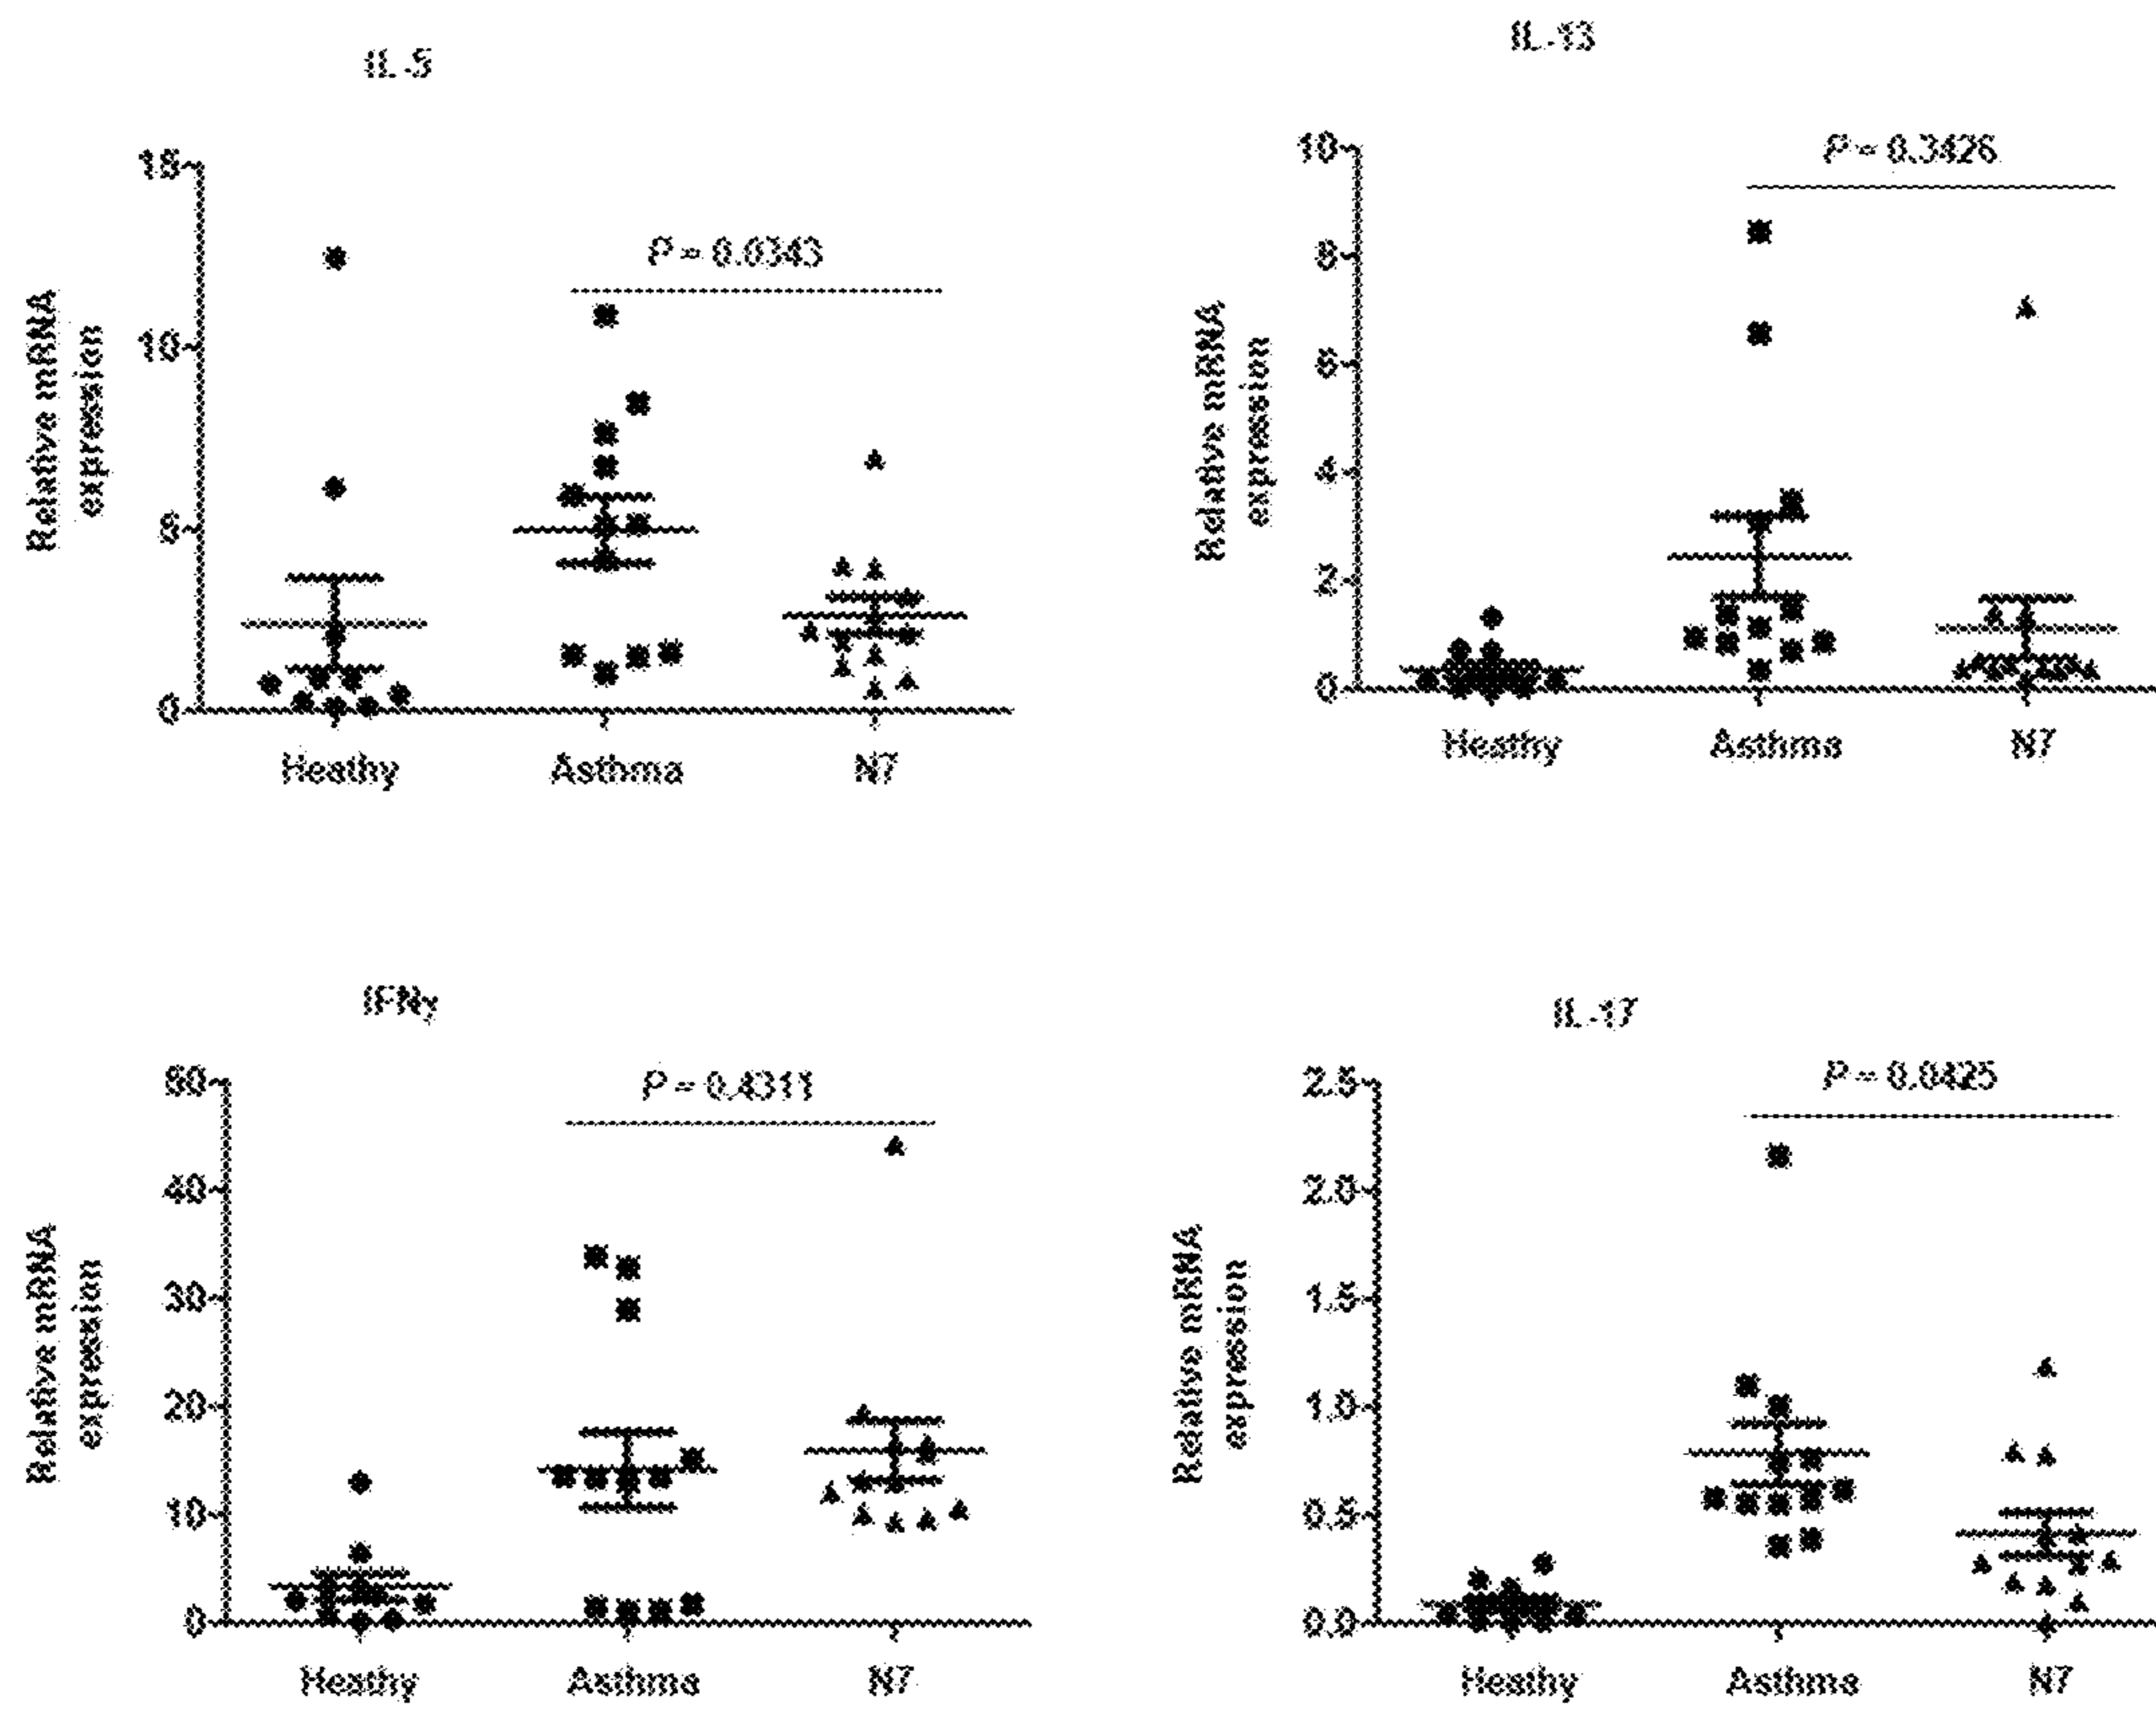 IL-5
Relative mRNA
expression
15
10
5
0
P = 0.0343
Heathy
Asthma
N7
IL-13
Relative mRNA
expression
10
8
6
4
2
0
P = 0.3426
Heathy
Asthma
N7
IFNγ
Relative mRNA
expression
50
40
30
20
10
0
P = 0.4311
Heathy
Asthma
N7
IL-17
Relative mRNA
expression
2.5
2.0
1.5
1.0
0.5
0.0
P = 0.0425
Heathy
Asthma
N7